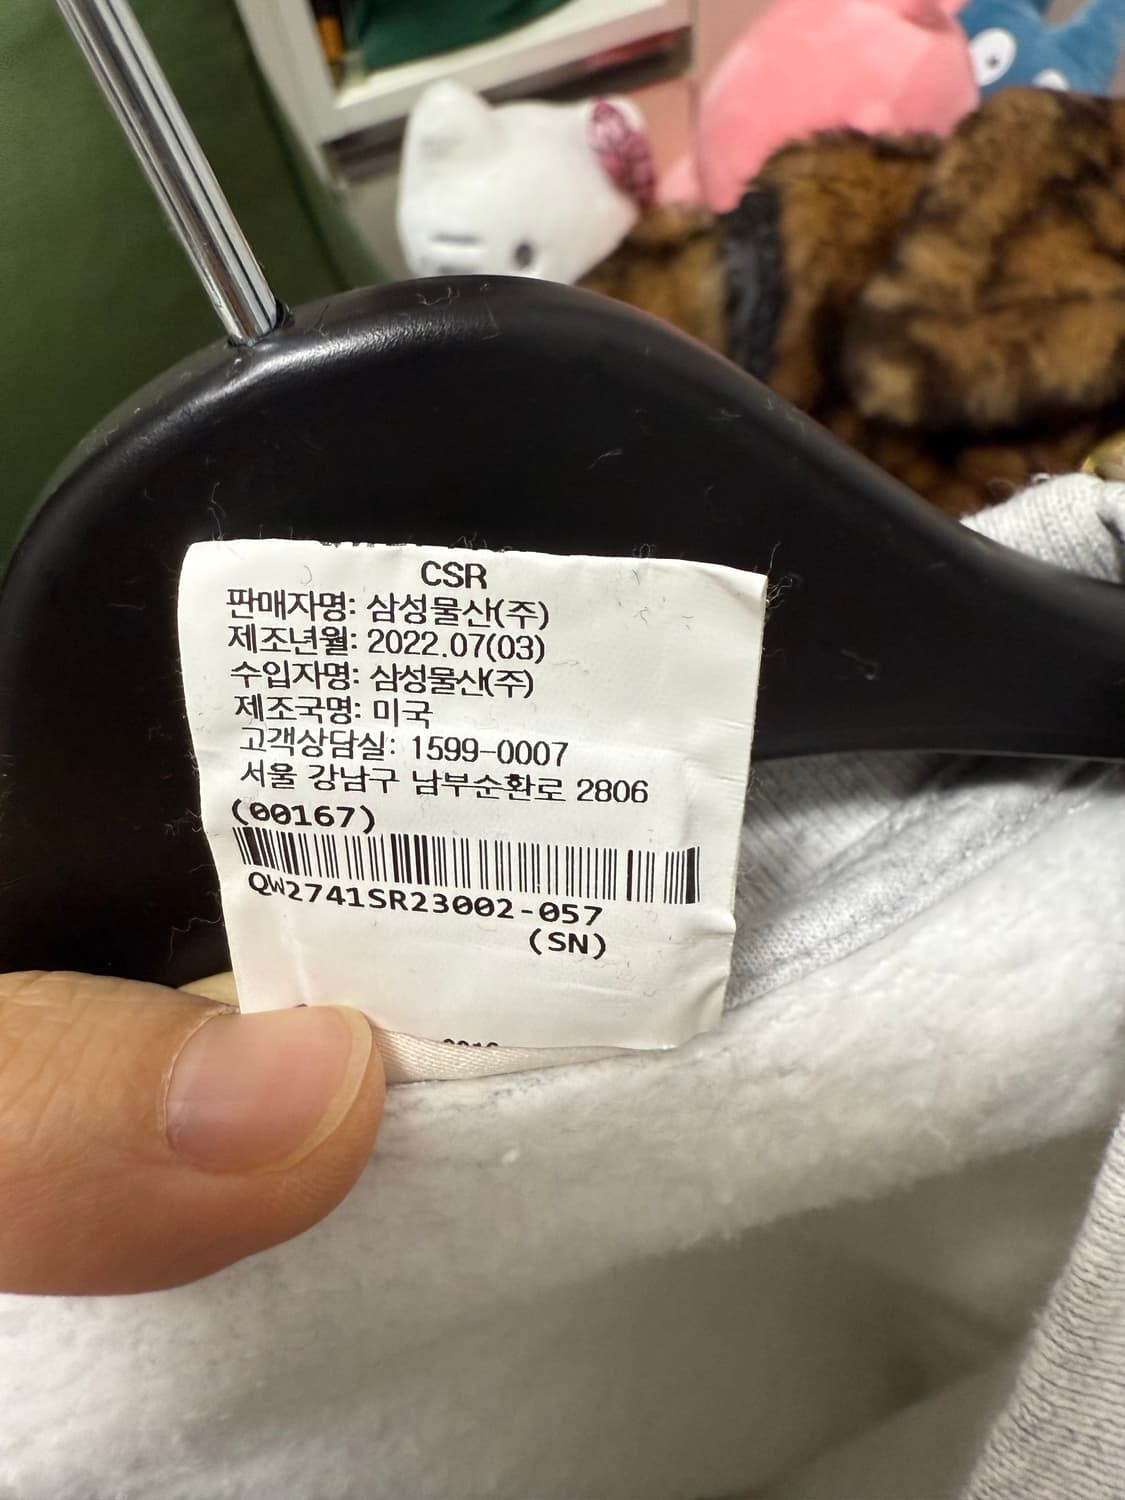 CSR
판매자명: 삼성물산(주)
제조년월: 2022.07(03)
수입자명: 삼성물산(주)
제조국명: 미국
고객상담실: 1599-0007
서울 강남구 남부순환로 2806
(00167)
QW2741SR23002-057
(SN)